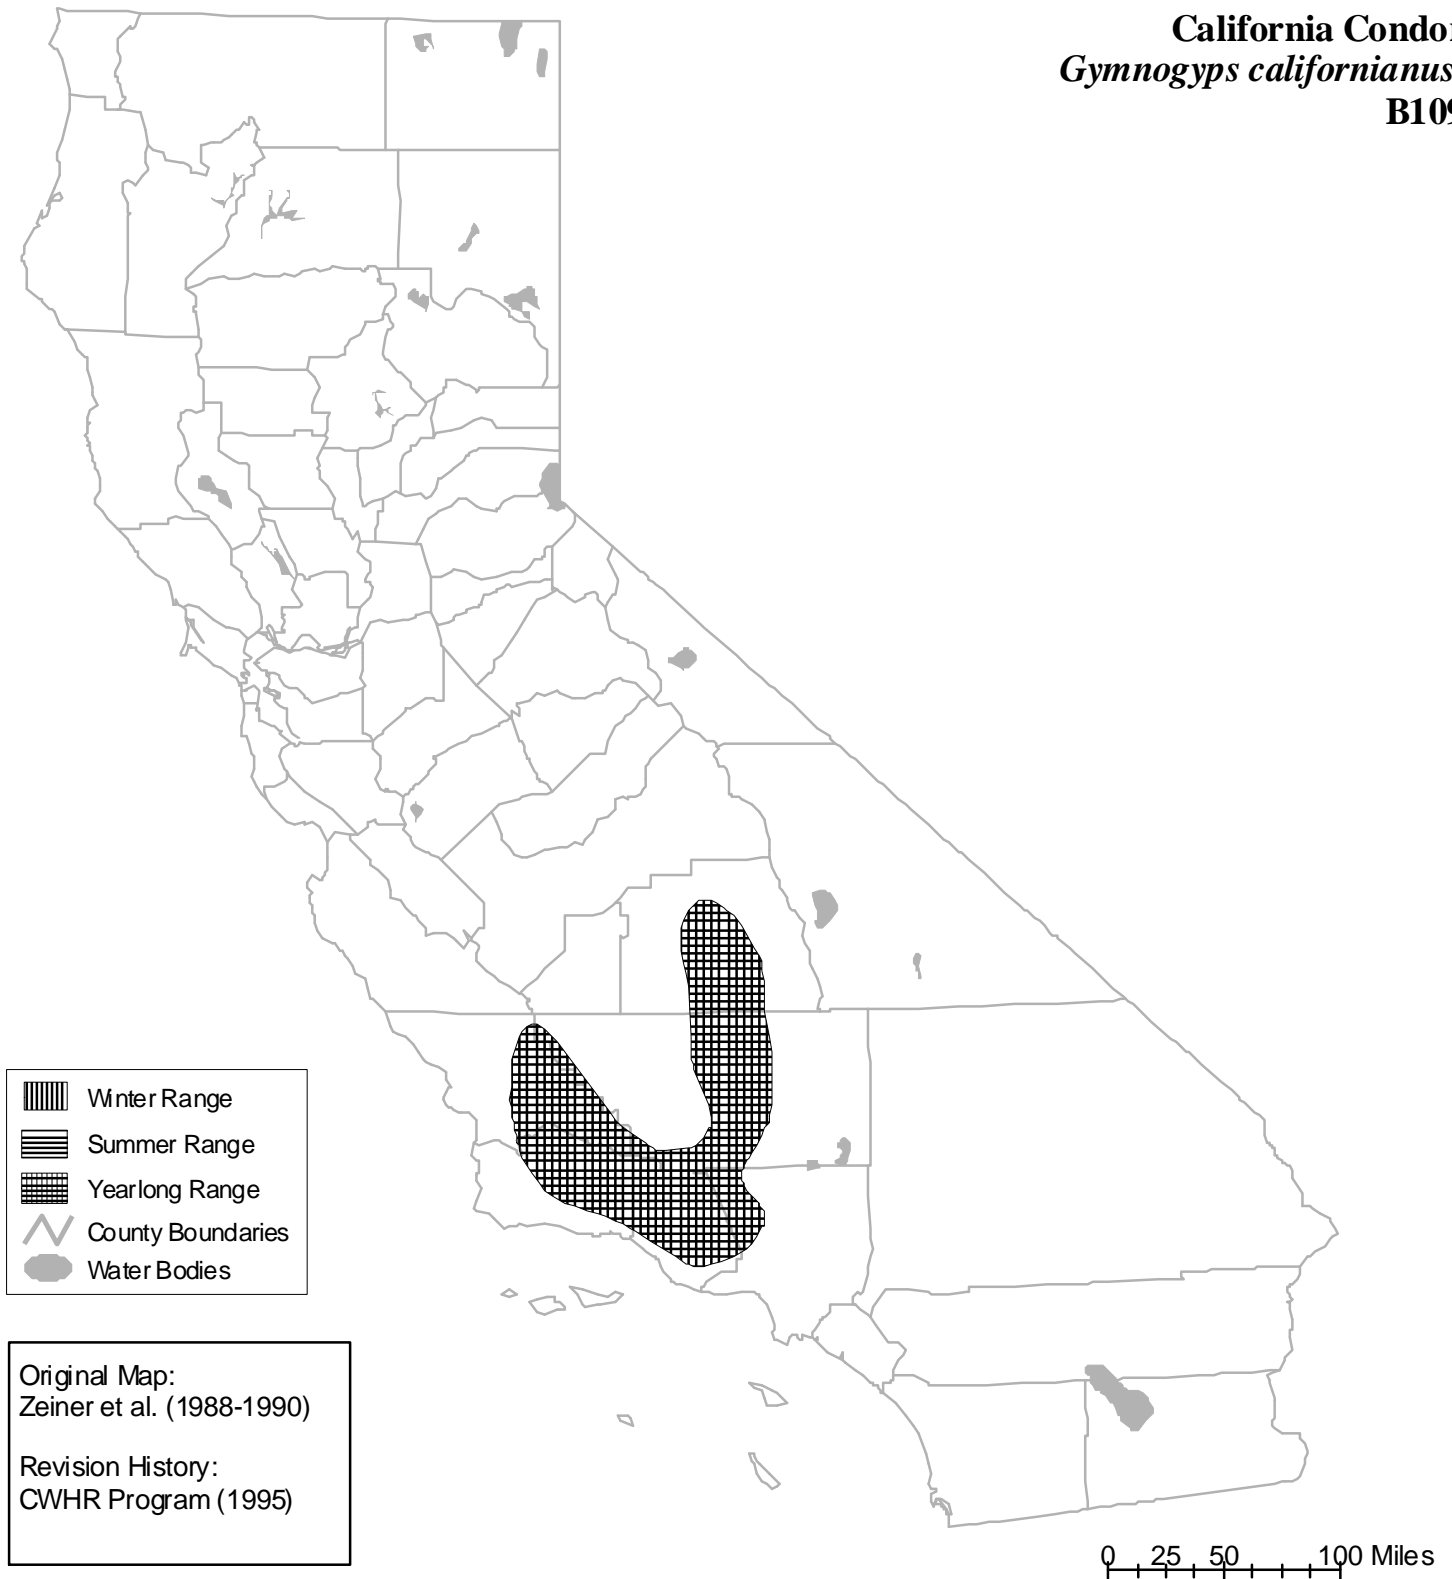 California Condor
Gymnogyps californianus
B109
Winter Range
Summer Range
Yearlong Range
County Boundaries
Water Bodies
Original Map:
Zeiner et al. (1988-1990)
Revision History:
CWHR Program (1995)
0 25 50 100 Miles